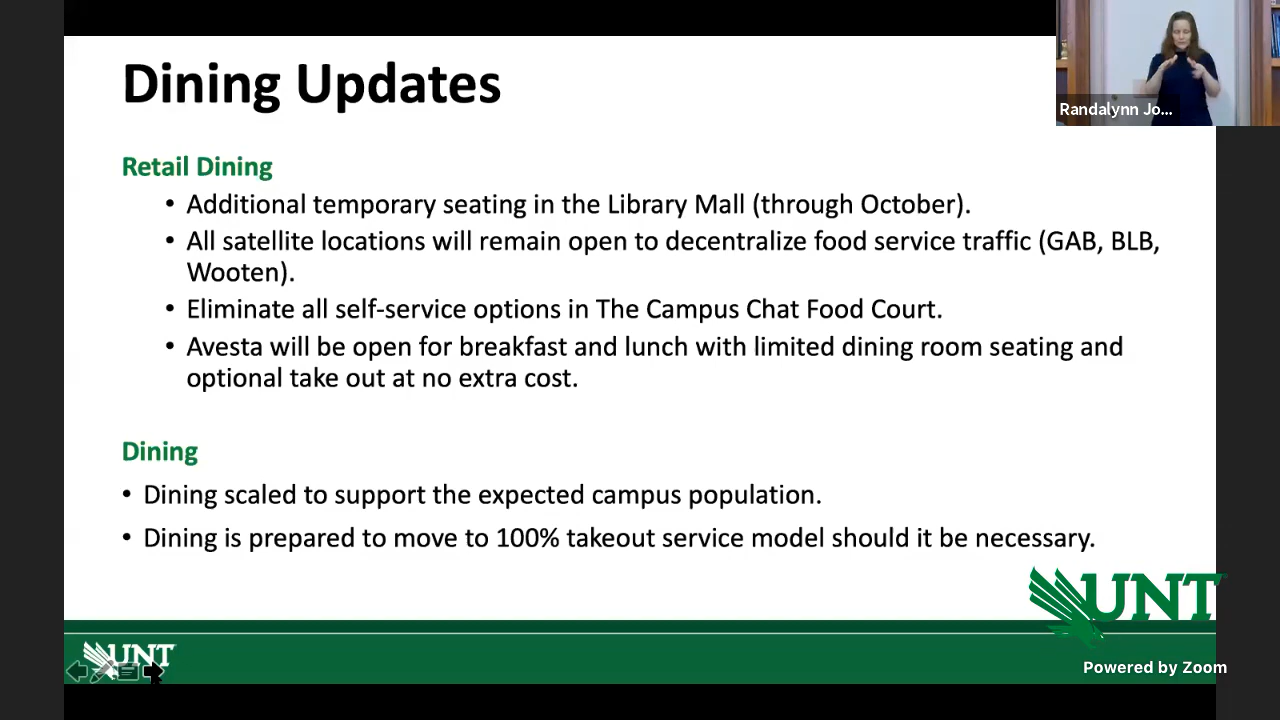 Dining Updates
Randalynn Jo...
Retail Dining
• Additional temporary seating in the Library Mall (through October).
• All satellite locations will remain open to decentralize food service traffic (GAB, BLB,
Wooten).
• Eliminate all self-service options in The Campus Chat Food Court.
• Avesta will be open for breakfast and lunch with limited dining room seating and
optional take out at no extra cost.
Dining
• Dining scaled to support the expected campus population.
• Dining is prepared to move to 100% takeout service model should it be necessary.
UNT
UNT
Powered by Zoom